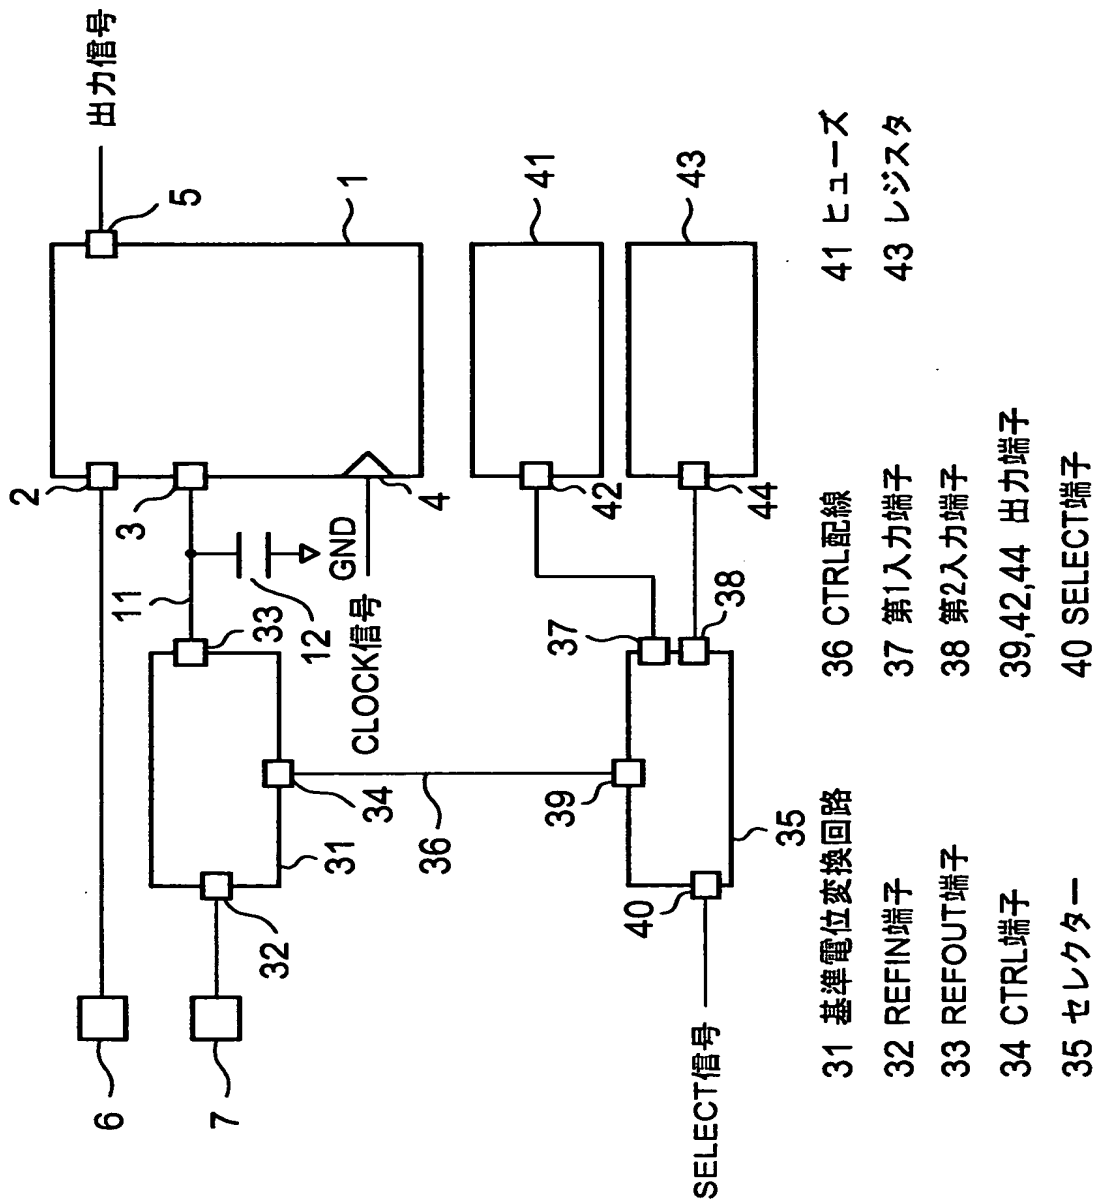 出力信号
5
1
2
3
4
11
33
12
GND
CLOCK信号
6
7
32
31
34
36
39
35
40
37
38
SELECT信号
41
42
43
44
31 基準電位変換回路
32 REFIN端子
33 REFOUT端子
34 CTRL端子
35 セレクター
36 CTRL配線
37 第1入力端子
38 第2入力端子
39,42,44 出力端子
40 SELECT端子
41 ヒューズ
43 レジスタ